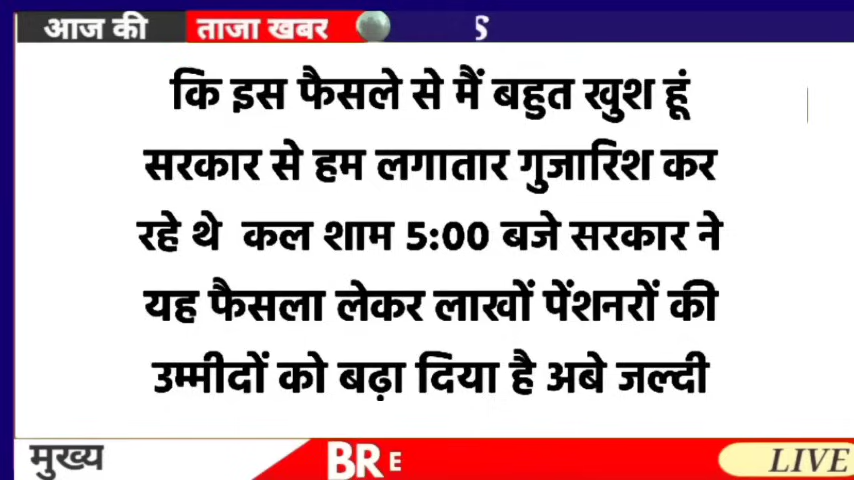 आज की ताजा खबर S
कि इस फैसले से मैं बहुत खुश हूं
सरकार से हम लगातार गुजारिश कर
रहे थे कल शाम 5:00 बजे सरकार ने
यह फैसला लेकर लाखों पेंशनरों की
उम्मीदों को बढ़ा दिया है अबे जल्दी
मुख्य BRE LIVE